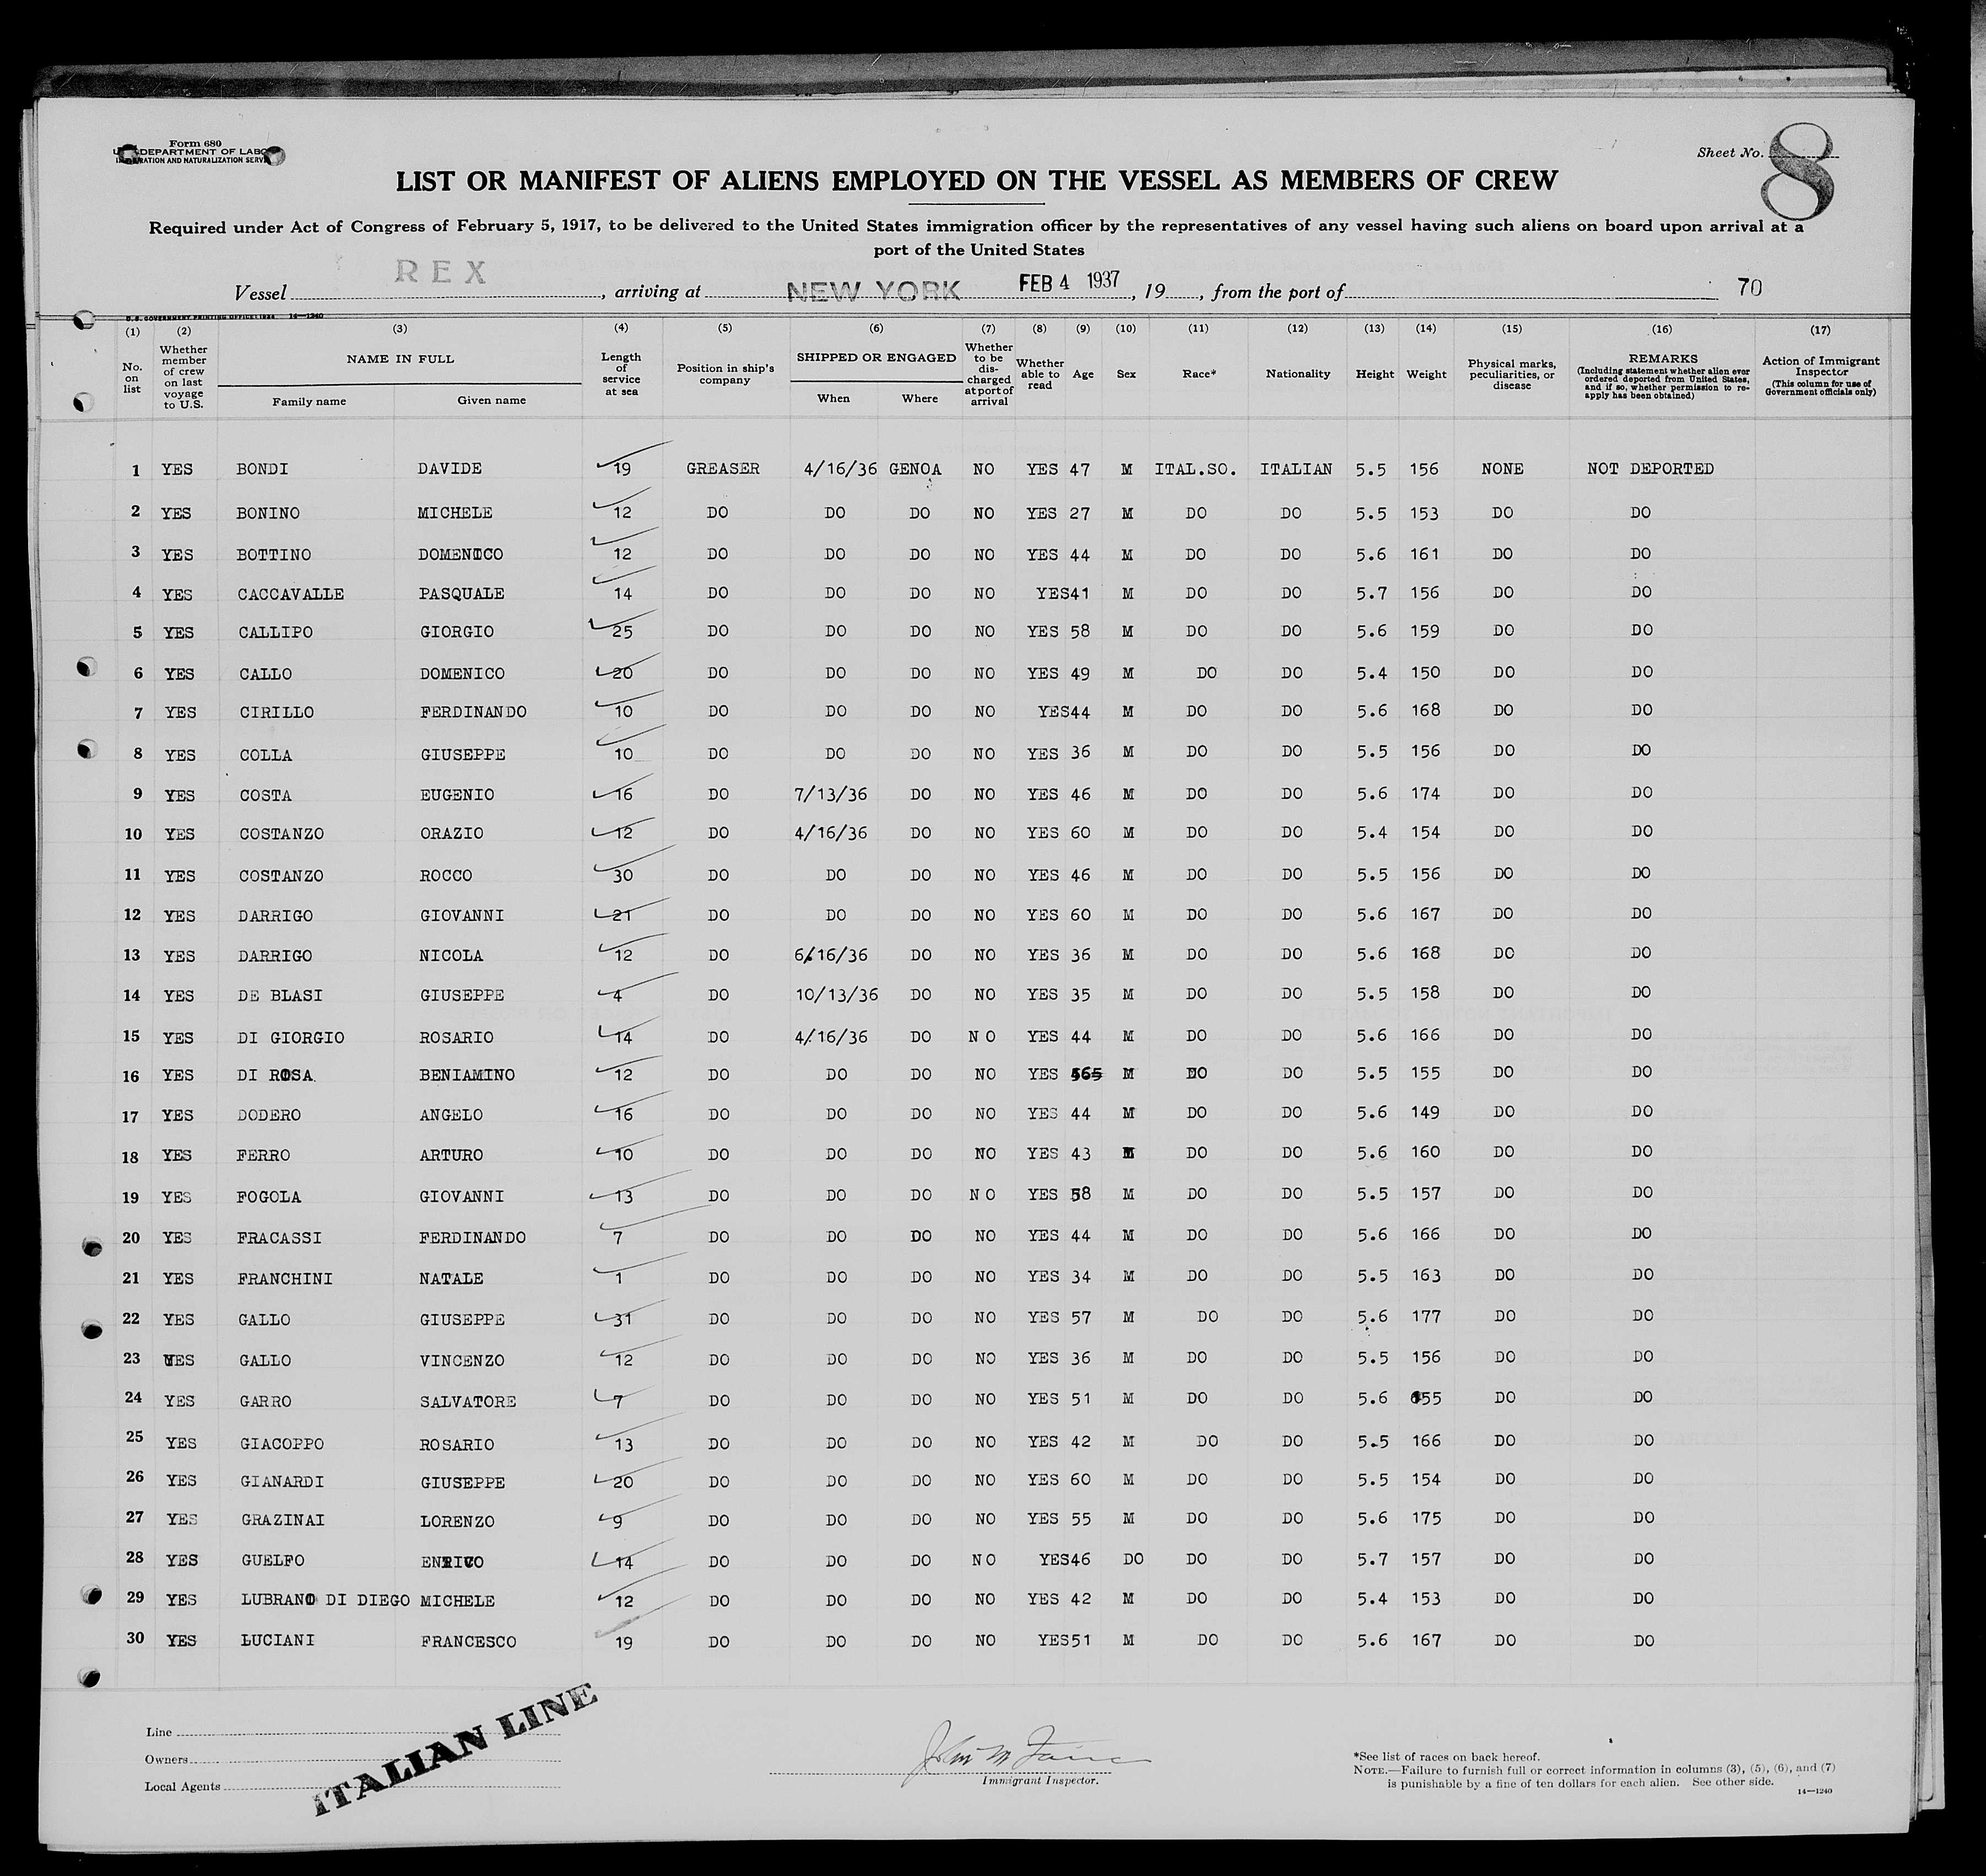 Form 680
DEPARTMENT OF LABOR
IMMIGRATION AND NATURALIZATION SERVICE
Sheet No. 8
LIST OR MANIFEST OF ALIENS EMPLOYED ON THE VESSEL AS MEMBERS OF CREW
Required under Act of Congress of February 5, 1917, to be delivered to the United States immigration officer by the representatives of any vessel having such aliens on board upon arrival at a
port of the United States
Vessel REX, arriving at NEW YORK FEB 4 1937, 19, from the port of 70
U.S. GOVERNMENT PRINTING OFFICE: 1936 14—1240
(1) (2) (3) (4) (5) (6) (7) (8) (9) (10) (11) (12) (13) (14) (15) (16) (17)
No. on list
Whether member of crew on last voyage to U.S.
NAME IN FULL
Family name Given name
Length of service at sea
Position in ship's company
SHIPPED OR ENGAGED
When Where
Whether to be discharged at port of arrival
Whether able to read
Age
Sex
Race*
Nationality
Height
Weight
Physical marks, peculiarities, or disease
REMARKS
(Including statement whether alien ever ordered deported from United States, and if so, whether permission to reapply has been obtained)
Action of Immigrant Inspector
(This column for use of Government officials only)
1 YES BONDI DAVIDE 19 GREASER 4/16/36 GENOA NO YES 47 M ITAL.SO. ITALIAN 5.5 156 NONE NOT DEPORTED
2 YES BONINO MICHELE 12 DO DO DO NO YES 27 M DO DO 5.5 153 DO DO
3 YES BOTTINO DOMENICO 12 DO DO DO NO YES 44 M DO DO 5.6 161 DO DO
4 YES CACCAVALLE PASQUALE 14 DO DO DO NO YES41 M DO DO 5.7 156 DO DO
5 YES CALLIPO GIORGIO 25 DO DO DO NO YES 58 M DO DO 5.6 159 DO DO
6 YES CALLO DOMENICO 20 DO DO DO NO YES 49 M DO DO 5.4 150 DO DO
7 YES CIRILLO FERDINANDO 10 DO DO DO NO YES44 M DO DO 5.6 168 DO DO
8 YES COLLA GIUSEPPE 10 DO DO DO NO YES 36 M DO DO 5.5 156 DO DO
9 YES COSTA EUGENIO 16 DO 7/13/36 DO NO YES 46 M DO DO 5.6 174 DO DO
10 YES COSTANZO ORAZIO 12 DO 4/16/36 DO NO YES 60 M DO DO 5.4 154 DO DO
11 YES COSTANZO ROCCO 30 DO DO DO NO YES 46 M DO DO 5.5 156 DO DO
12 YES DARRIGO GIOVANNI 21 DO DO DO NO YES 60 M DO DO 5.6 167 DO DO
13 YES DARRIGO NICOLA 12 DO 6/16/36 DO NO YES 36 M DO DO 5.6 168 DO DO
14 YES DE BLASI GIUSEPPE 4 DO 10/13/36 DO NO YES 35 M DO DO 5.5 158 DO DO
15 YES DI GIORGIO ROSARIO 14 DO 4/16/36 DO N O YES 44 M DO DO 5.6 166 DO DO
16 YES DI ROSA BENIAMINO 12 DO DO DO NO YES M DO DO 5.5 155 DO DO
17 YES DODERO ANGELO 16 DO DO DO NO YES 44 M DO DO 5.6 149 DO DO
18 YES FERRO ARTURO 10 DO DO DO NO YES 43 M DO DO 5.6 160 DO DO
19 YES FOGOLA GIOVANNI 13 DO DO DO N O YES 58 M DO DO 5.5 157 DO DO
20 YES FRACASSI FERDINANDO 7 DO DO DO NO YES 44 M DO DO 5.6 166 DO DO
21 YES FRANCHINI NATALE 1 DO DO DO NO YES 34 M DO DO 5.5 163 DO DO
22 YES GALLO GIUSEPPE 31 DO DO DO NO YES 57 M DO DO 5.6 177 DO DO
23 YES GALLO VINCENZO 12 DO DO DO NO YES 36 M DO DO 5.5 156 DO DO
24 YES GARRO SALVATORE 7 DO DO DO NO YES 51 M DO DO 5.6 155 DO DO
25 YES GIACOPPO ROSARIO 13 DO DO DO NO YES 42 M DO DO 5.5 166 DO DO
26 YES GIANARDI GIUSEPPE 20 DO DO DO NO YES 60 M DO DO 5.5 154 DO DO
27 YES GRAZINAI LORENZO 9 DO DO DO NO YES 55 M DO DO 5.6 175 DO DO
28 YES GUELFO ENRICO 14 DO DO DO N O YES46 DO DO DO 5.7 157 DO DO
29 YES LUBRANO DI DIEGO MICHELE 12 DO DO DO NO YES 42 M DO DO 5.4 153 DO DO
30 YES LUCIANI FRANCESCO 19 DO DO DO NO YES51 M DO DO 5.6 167 DO DO
Line
Owners
Local Agents
ITALIAN LINE
John M
Immigrant Inspector.
*See list of races on back hereof.
NOTE.—Failure to furnish full or correct information in columns (3), (5), (6), and (7)
is punishable by a fine of ten dollars for each alien. See other side.
14—1240